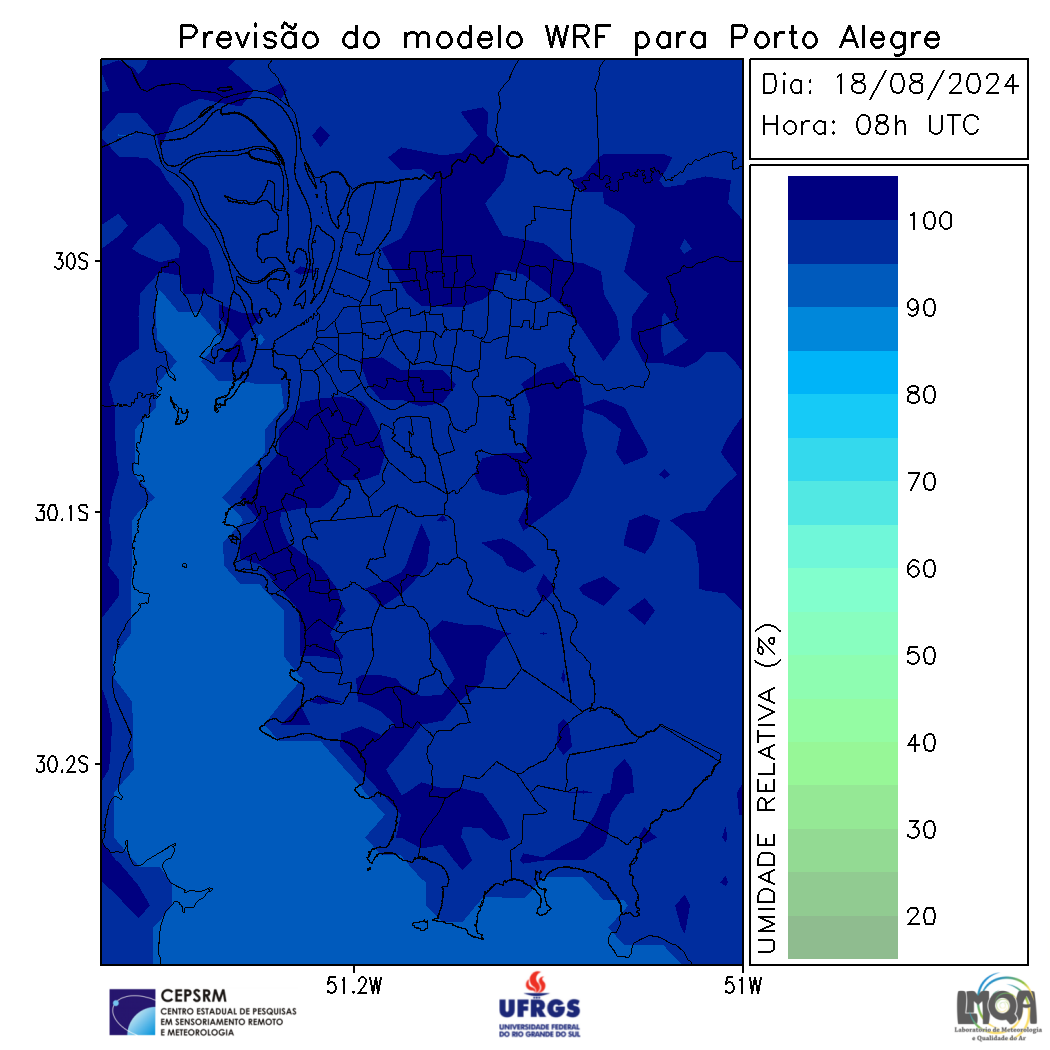 Previsão do modelo WRF para Porto Alegre
Dia: 18/08/2024
Hora: 08h UTC
30S
30.1S
30.2S
51.2W
51W
100
90
80
70
60
50
40
30
20
UMIDADE RELATIVA (%)
CEPSRM
CENTRO ESTADUAL DE PESQUISAS
EM SENSORIAMENTO REMOTO
E METEOROLOGIA
UFRGS
UNIVERSIDADE FEDERAL
DO RIO GRANDE DO SUL
LMQA
Laboratório de Meteorologia
e Qualidade do Ar